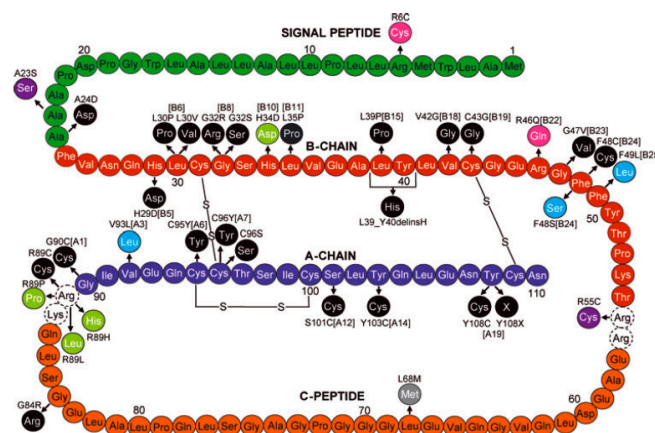 R6C
Cys
SIGNAL PEPTIDE
20
10
1
Asp Pro Gly Trp Leu Ala Leu Leu Ala Leu Leu Pro Leu Leu Arg Met Trp Leu Ala Met
Pro
A23S
Ser
Ala
Ala
Ala
A24D
Asp
[B6]
L30P L30V
Pro Val
[B8]
G32R G32S
Arg Ser
[B10]
H34D
Asp
[B11]
L35P
Pro
B-CHAIN
L39P[B15]
Pro
V42G[B18]
Gly
C43G[B19]
Gly
R46Q[B22]
Gln
G47V[B23]
Val
F48C[B24]
Cys
F49L[B25]
Leu
Phe Val Asn Gln His Leu Cys Gly Ser His Leu Val Glu Ala Leu Tyr Leu Val Cys Gly Glu Arg Gly Phe Phe Tyr Thr Pro Lys Thr
30
40
50
Asp
H29D[B5]
His
L39_Y40delinsH
Ser
F48S[B24]
S
S
S
S
V93L[A3]
Leu
C95Y[A6]
Tyr
C96Y[A7]
Tyr
C96S
Ser
A-CHAIN
G90C[A1]
Cys
R89C
Cys
R89P
Pro
Arg
Lys
His
R89H
Leu
R89L
Gly Ile Val Glu Gln Cys Cys Thr Ser Ile Cys Ser Leu Tyr Gln Leu Glu Asn Tyr Cys Asn
90
100
110
S
S
Cys
S101C[A12]
Cys
Y103C[A14]
Cys
Y108C
X
Y108X
[A19]
R55C
Cys
Arg
Arg
Gln
Leu
Ser
Gly
G84R
Arg
C-PEPTIDE
L68M
Met
80
70
60
Glu Leu Ala Leu Pro Gln Leu Ser Gly Ala Gly Pro Gly Gly Gly Leu Glu Val Gln Gly Val Gln Leu Asp
Glu
Ala
Glu